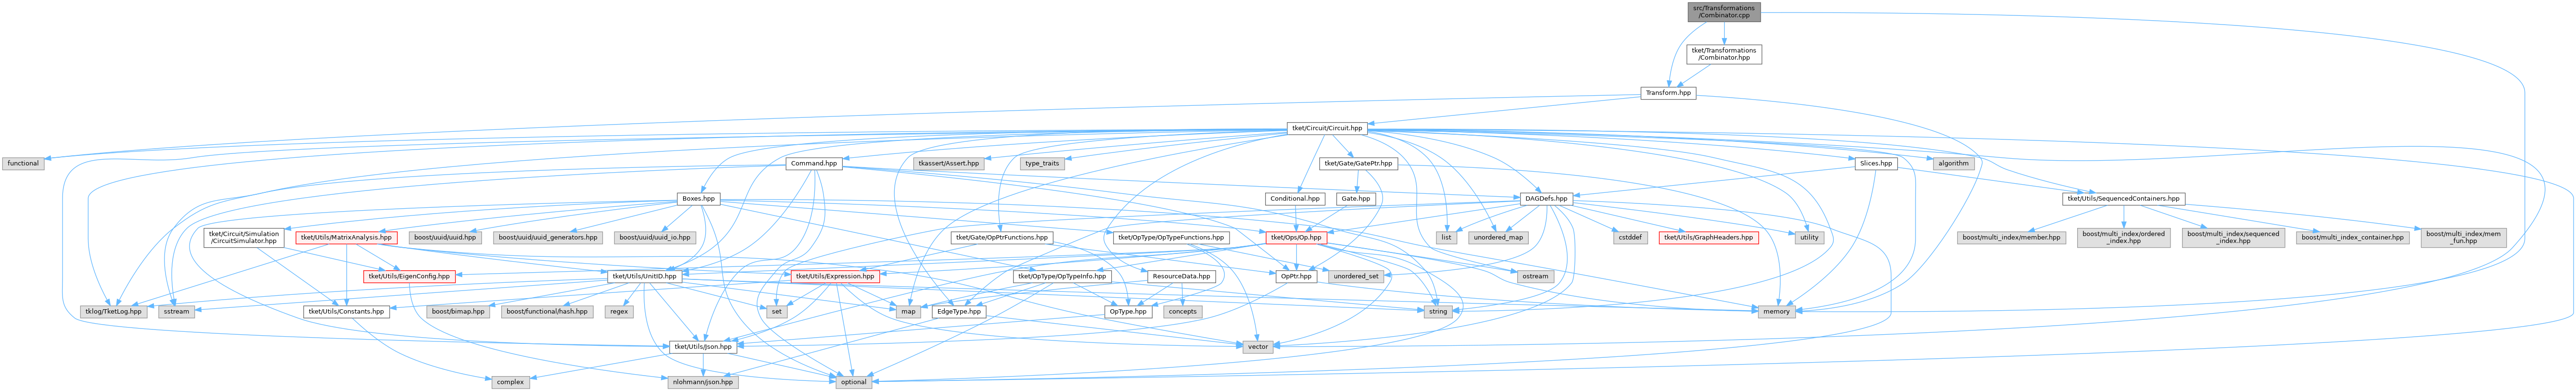 src/Transformations
/Combinator.cpp
tket/Transformations
/Combinator.hpp
Transform.hpp
tket/Circuit/Circuit.hpp
functional
Command.hpp
tkassert/Assert.hpp
type_traits
tket/Gate/GatePtr.hpp
Slices.hpp
algorithm
Boxes.hpp
Conditional.hpp
Gate.hpp
DAGDefs.hpp
tket/Utils/SequencedContainers.hpp
tket/Circuit/Simulation
/CircuitSimulator.hpp
tket/Utils/MatrixAnalysis.hpp
boost/uuid/uuid.hpp
boost/uuid/uuid_generators.hpp
boost/uuid/uuid_io.hpp
tket/Gate/OpPtrFunctions.hpp
tket/OpType/OpTypeFunctions.hpp
tket/Ops/Op.hpp
list
unordered_map
cstddef
tket/Utils/GraphHeaders.hpp
utility
boost/multi_index/member.hpp
boost/multi_index/ordered
_index.hpp
boost/multi_index/sequenced
_index.hpp
boost/multi_index_container.hpp
boost/multi_index/mem
_fun.hpp
tket/Utils/EigenConfig.hpp
tket/Utils/UnitID.hpp
tket/Utils/Expression.hpp
tket/OpType/OpTypeInfo.hpp
ResourceData.hpp
OpPtr.hpp
unordered_set
ostream
tklog/TketLog.hpp
sstream
tket/Utils/Constants.hpp
boost/bimap.hpp
boost/functional/hash.hpp
regex
set
map
EdgeType.hpp
OpType.hpp
concepts
string
memory
tket/Utils/Json.hpp
vector
complex
nlohmann/json.hpp
optional